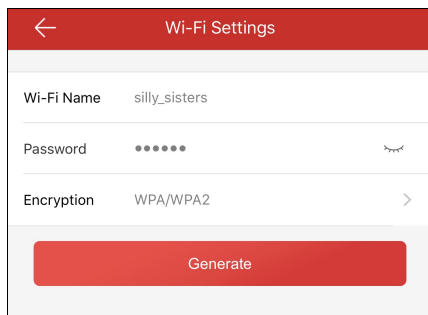 Wi-Fi Settings
Wi-Fi Name silly_sisters
Password ●●●●●●
Encryption WPA/WPA2
Generate